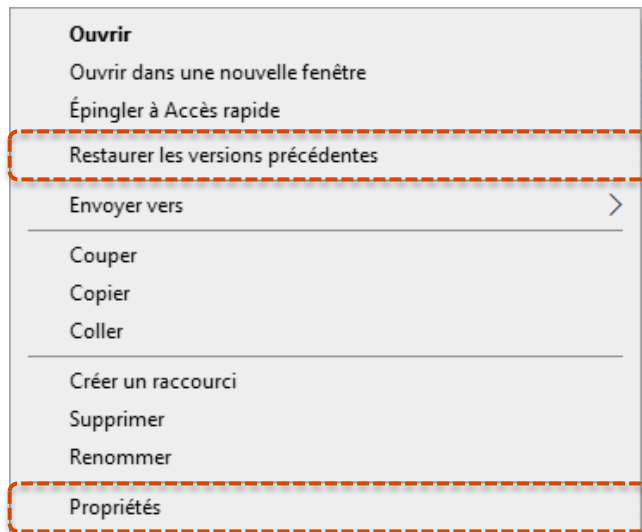 Ouvrir
Ouvrir dans une nouvelle fenêtre
Épingler à Accès rapide
Restaurer les versions précédentes
Envoyer vers
Couper
Copier
Coller
Créer un raccourci
Supprimer
Renommer
Propriétés